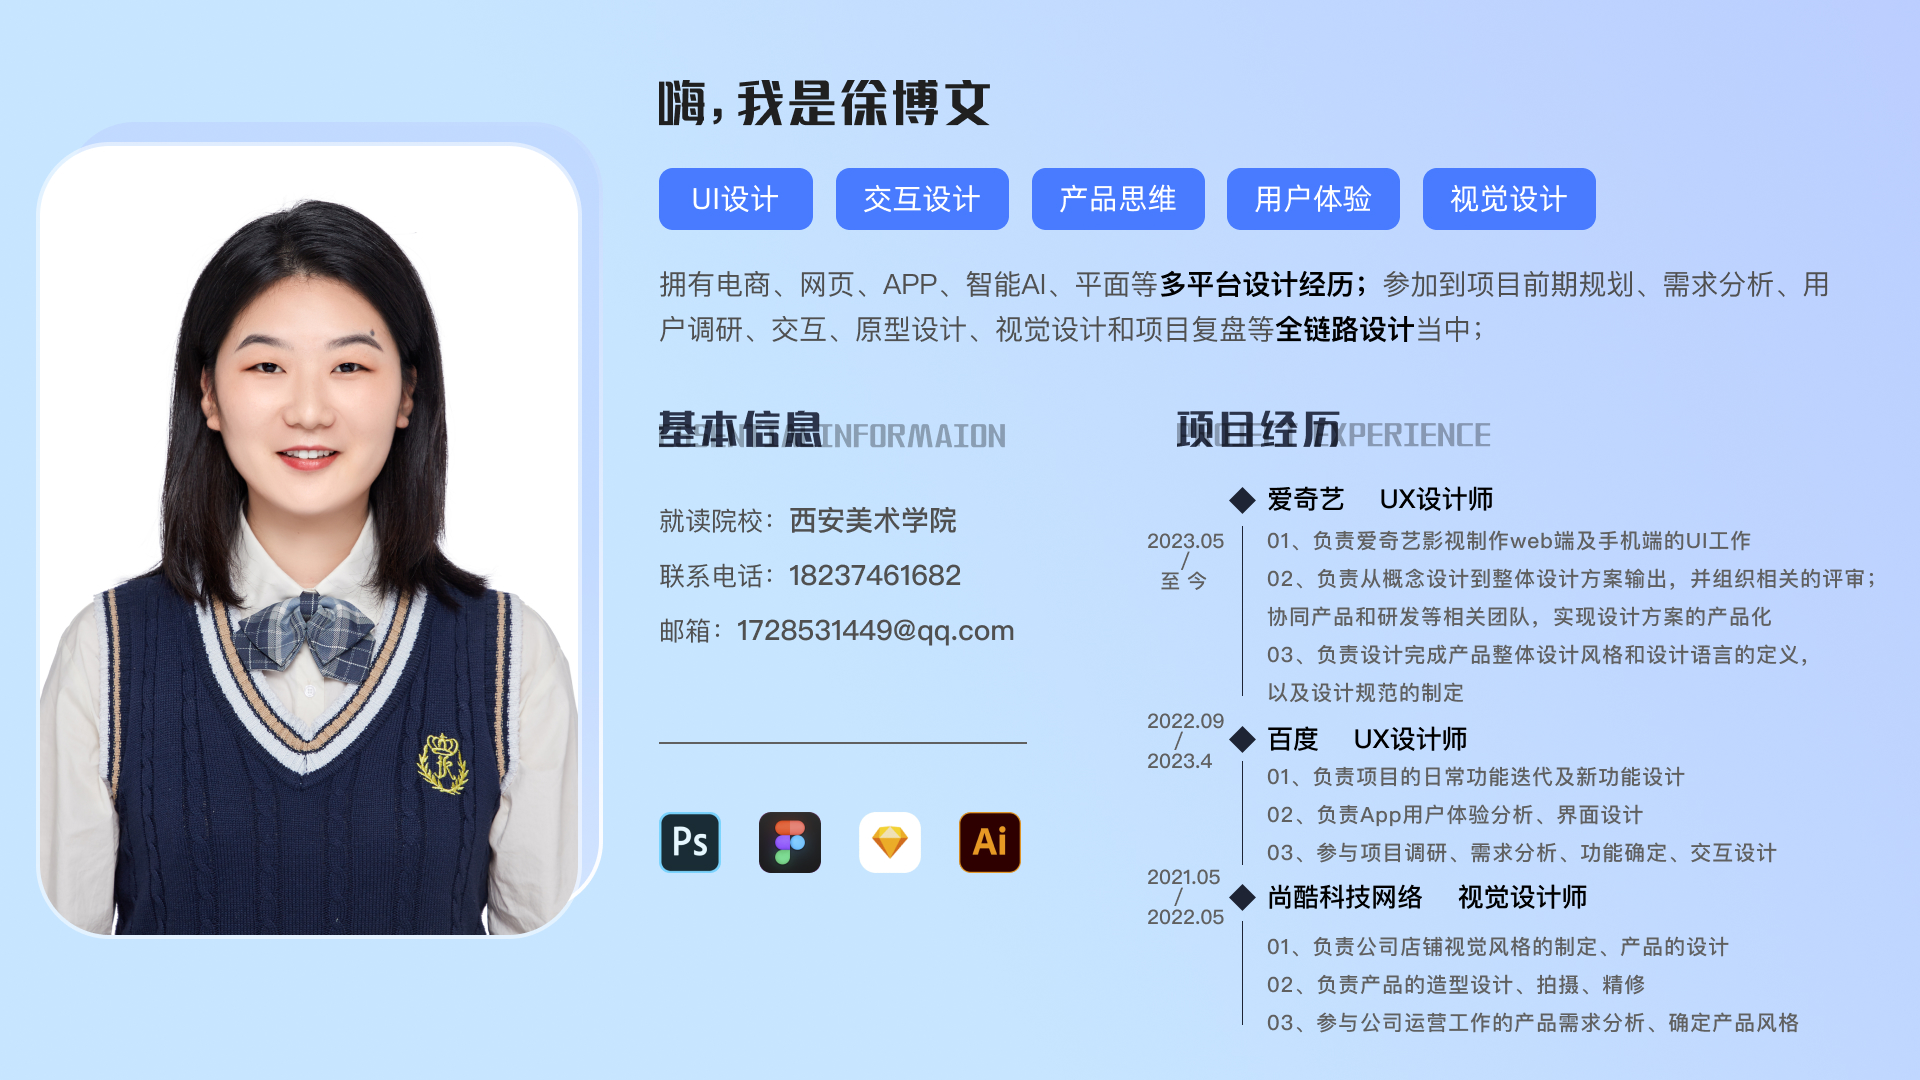 嗨,我是徐博文
UI设计 交互设计 产品思维 用户体验 视觉设计
拥有电商、网页、APP、智能AI、平面等多平台设计经历；参加到项目前期规划、需求分析、用
户调研、交互、原型设计、视觉设计和项目复盘等全链路设计当中；
基本信息
INFORMAION
就读院校：西安美术学院
联系电话：18237461682
邮箱：1728531449@qq.com
Ps
Ai
项目经历
EXPERIENCE
爱奇艺 UX设计师
2023.05
/
至 今
01、负责爱奇艺影视制作web端及手机端的UI工作
02、负责从概念设计到整体设计方案输出，并组织相关的评审；
协同产品和研发等相关团队，实现设计方案的产品化
03、负责设计完成产品整体设计风格和设计语言的定义，
以及设计规范的制定
2022.09
/
2023.4
百度 UX设计师
01、负责项目的日常功能迭代及新功能设计
02、负责App用户体验分析、界面设计
03、参与项目调研、需求分析、功能确定、交互设计
2021.05
/
2022.05
尚酷科技网络 视觉设计师
01、负责公司店铺视觉风格的制定、产品的设计
02、负责产品的造型设计、拍摄、精修
03、参与公司运营工作的产品需求分析、确定产品风格